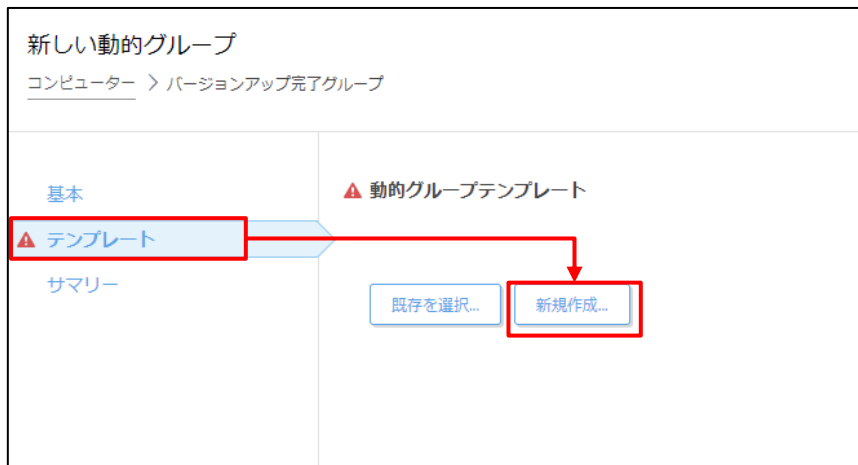 新しい動的グループ
コンピューター > バージョンアップ完了グループ
基本
動的グループテンプレート
テンプレート
サマリー
既存を選択... 新規作成...